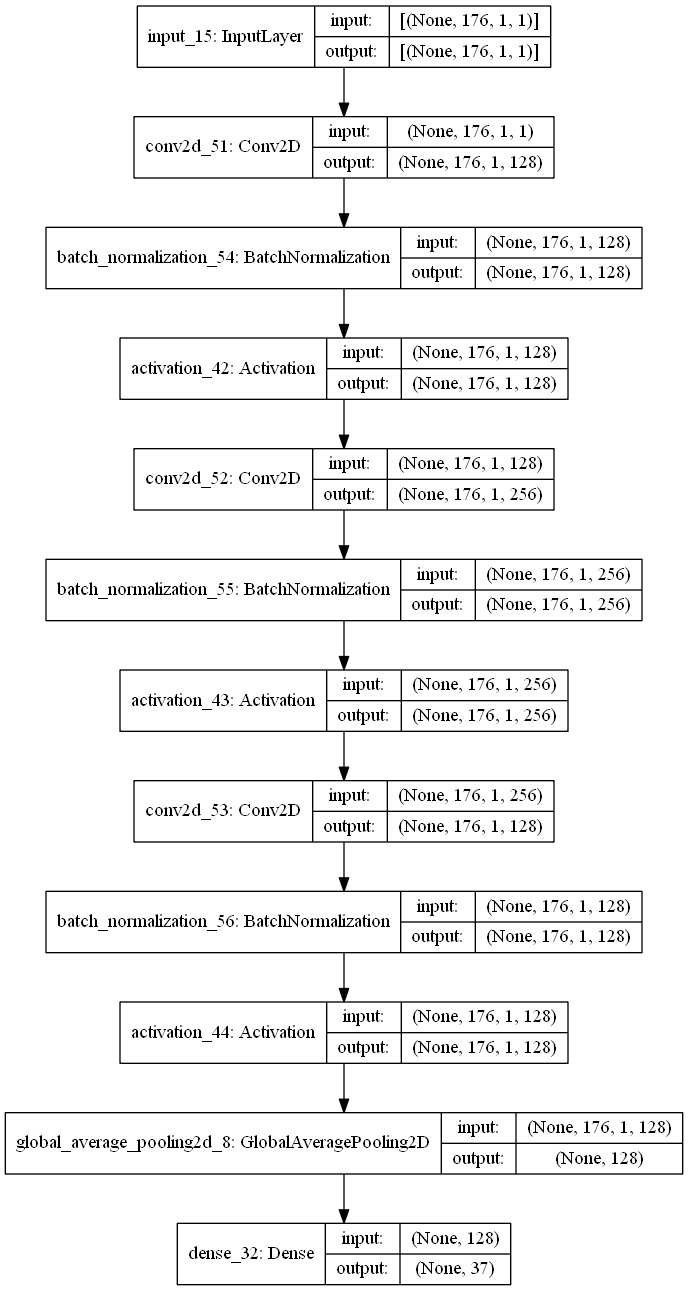 input_15: InputLayer
input:
[(None, 176, 1, 1)]
output:
[(None, 176, 1, 1)]
conv2d_51: Conv2D
input:
(None, 176, 1, 1)
output:
(None, 176, 1, 128)
batch_normalization_54: BatchNormalization
input:
(None, 176, 1, 128)
output:
(None, 176, 1, 128)
activation_42: Activation
input:
(None, 176, 1, 128)
output:
(None, 176, 1, 128)
conv2d_52: Conv2D
input:
(None, 176, 1, 128)
output:
(None, 176, 1, 256)
batch_normalization_55: BatchNormalization
input:
(None, 176, 1, 256)
output:
(None, 176, 1, 256)
activation_43: Activation
input:
(None, 176, 1, 256)
output:
(None, 176, 1, 256)
conv2d_53: Conv2D
input:
(None, 176, 1, 256)
output:
(None, 176, 1, 128)
batch_normalization_56: BatchNormalization
input:
(None, 176, 1, 128)
output:
(None, 176, 1, 128)
activation_44: Activation
input:
(None, 176, 1, 128)
output:
(None, 176, 1, 128)
global_average_pooling2d_8: GlobalAveragePooling2D
input:
(None, 176, 1, 128)
output:
(None, 128)
dense_32: Dense
input:
(None, 128)
output:
(None, 37)